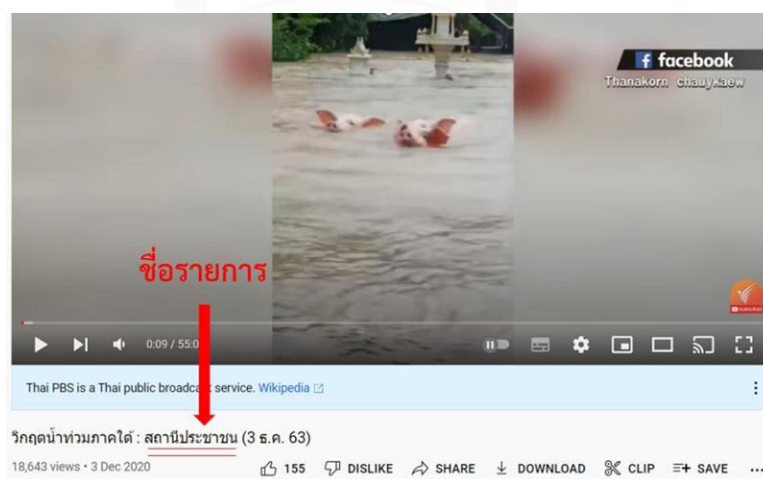 facebook
Thanakorn chauykaew
ชื่อรายการ
0:09 / 55:0
Thai PBS is a Thai public broadcast service. Wikipedia
วิกฤตน้ำท่วมภาคใต้ : สถานีประชาชน (3 ธ.ค. 63)
18,643 views • 3 Dec 2020 155 DISLIKE SHARE DOWNLOAD CLIP SAVE ...